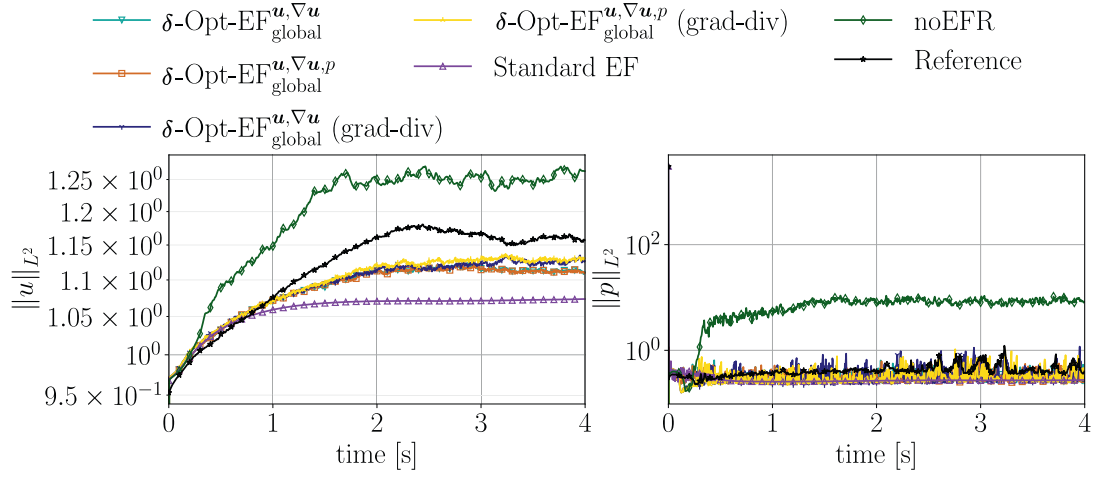 δ-Opt-EF^{u,∇u}_{global}
δ-Opt-EF^{u,∇u,p}_{global}
δ-Opt-EF^{u,∇u}_{global} (grad-div)
δ-Opt-EF^{u,∇u,p}_{global} (grad-div)
Standard EF
noEFR
Reference
‖u‖_{L^2}
1.25 × 10^0
1.2 × 10^0
1.15 × 10^0
1.1 × 10^0
1.05 × 10^0
10^0
9.5 × 10^{-1}
0 1 2 3 4
time [s]
‖p‖_{L^2}
10^2
10^0
0 1 2 3 4
time [s]